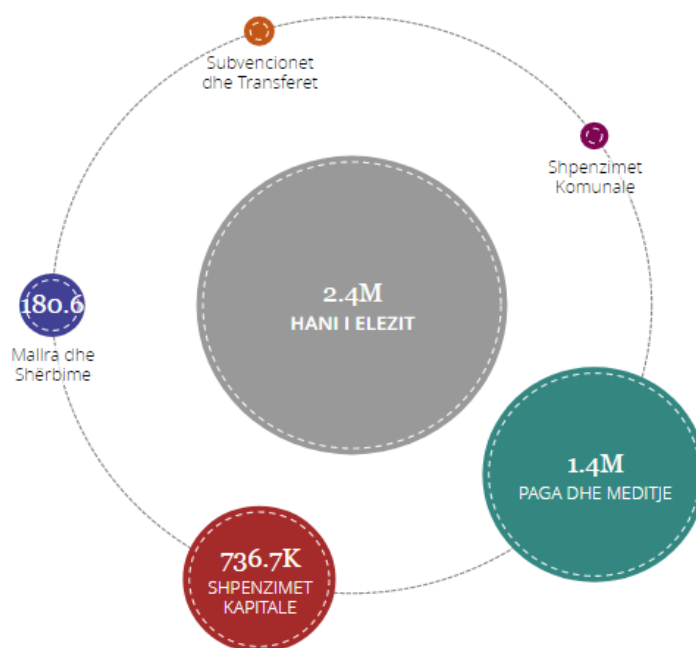 Subvencionet
dhe Transferet
Shpenzimet
Komunale
2.4M
HANI I ELEZIT
180.6
Mallra dhe
Shërbime
1.4M
PAGA DHE MEDITJE
736.7K
SHPENZIMET
KAPITALE